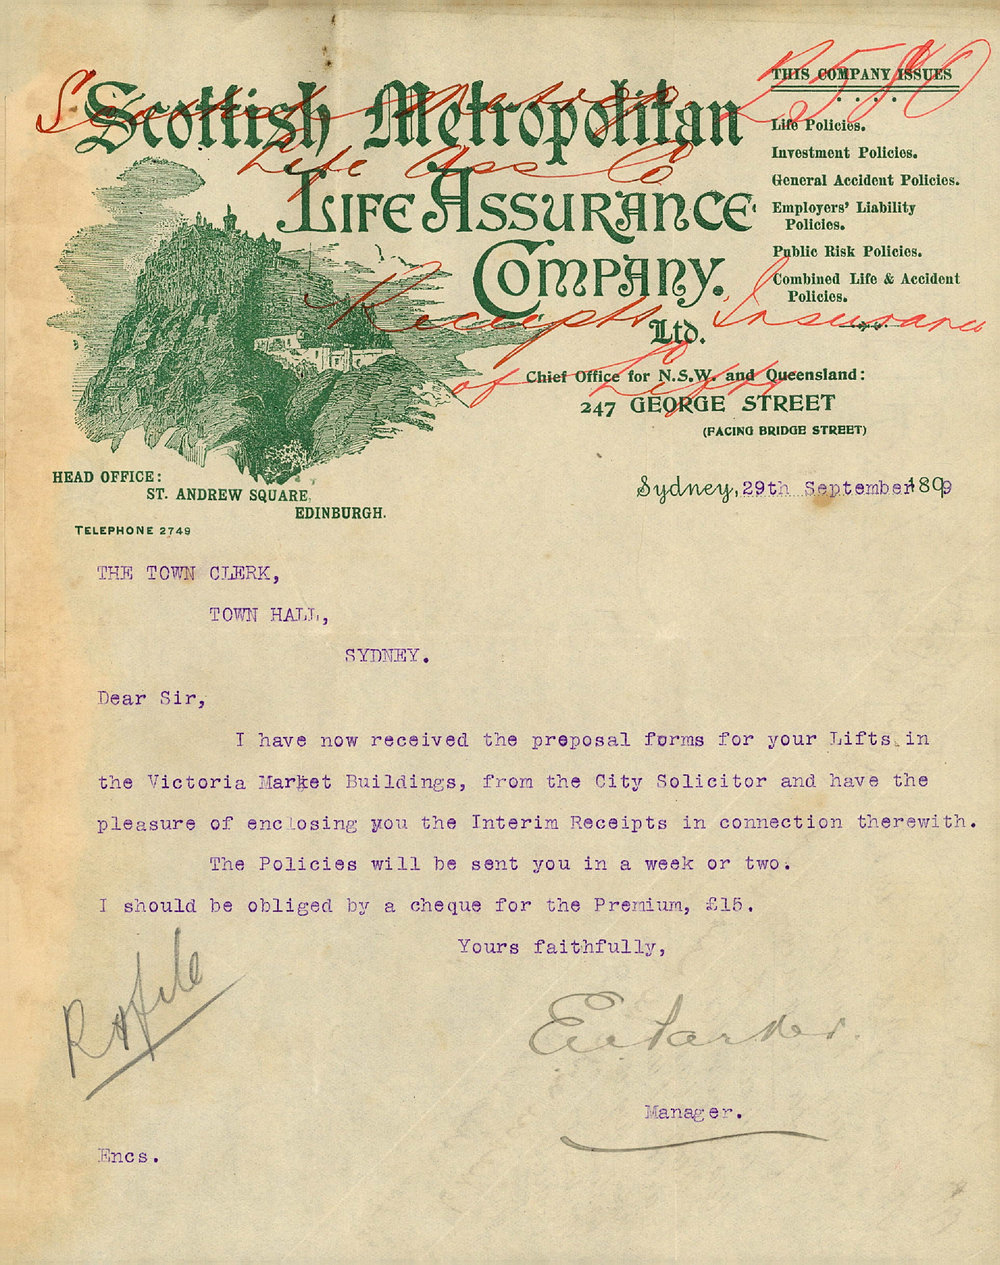 Scottish Metropolitan
Life Assurance
Company.
Ltd.
THIS COMPANY ISSUES
Life Policies.
Investment Policies.
General Accident Policies.
Employers' Liability
Policies.
Public Risk Policies.
Combined Life & Accident
Policies.
Life Ass Co
Receipts Insurance
of Lifts
Chief Office for N.S.W. and Queensland:
247 GEORGE STREET
(FACING BRIDGE STREET)
HEAD OFFICE:
ST. ANDREW SQUARE,
EDINBURGH.
TELEPHONE 2749
Sydney, 29th September 1899
THE TOWN CLERK,
TOWN HALL,
SYDNEY.
Dear Sir,
I have now received the preposal forms for your Lifts in
the Victoria Market Buildings, from the City Solicitor and have the
pleasure of enclosing you the Interim Receipts in connection therewith.
The Policies will be sent you in a week or two.
I should be obliged by a cheque for the Premium, £15.
Yours faithfully,
Manager.
Encs.